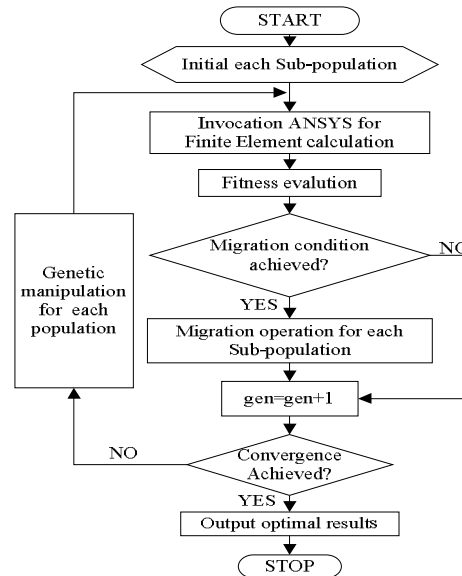 START
Initial each Sub-population
Invocation ANSYS for
Finite Element calculation
Fitness evalution
Migration condition
achieved?
NO
YES
Genetic
manipulation
for each
population
Migration operation for each
Sub-population
gen=gen+1
Convergence
Achieved?
NO
YES
Output optimal results
STOP